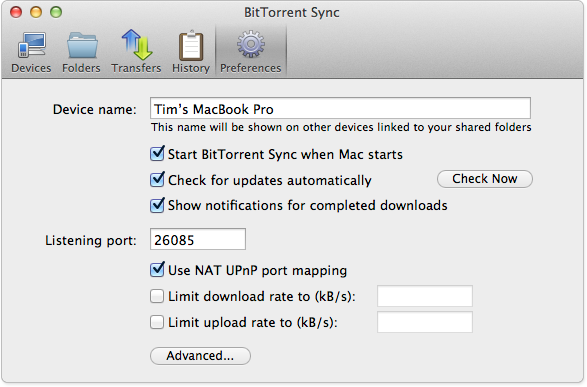 BitTorrent Sync
Devices Folders Transfers History Preferences
Device name: Tim's MacBook Pro
This name will be shown on other devices linked to your shared folders
Start BitTorrent Sync when Mac starts
Check for updates automatically Check Now
Show notifications for completed downloads
Listening port: 26085
Use NAT UPnP port mapping
Limit download rate to (kB/s):
Limit upload rate to (kB/s):
Advanced...